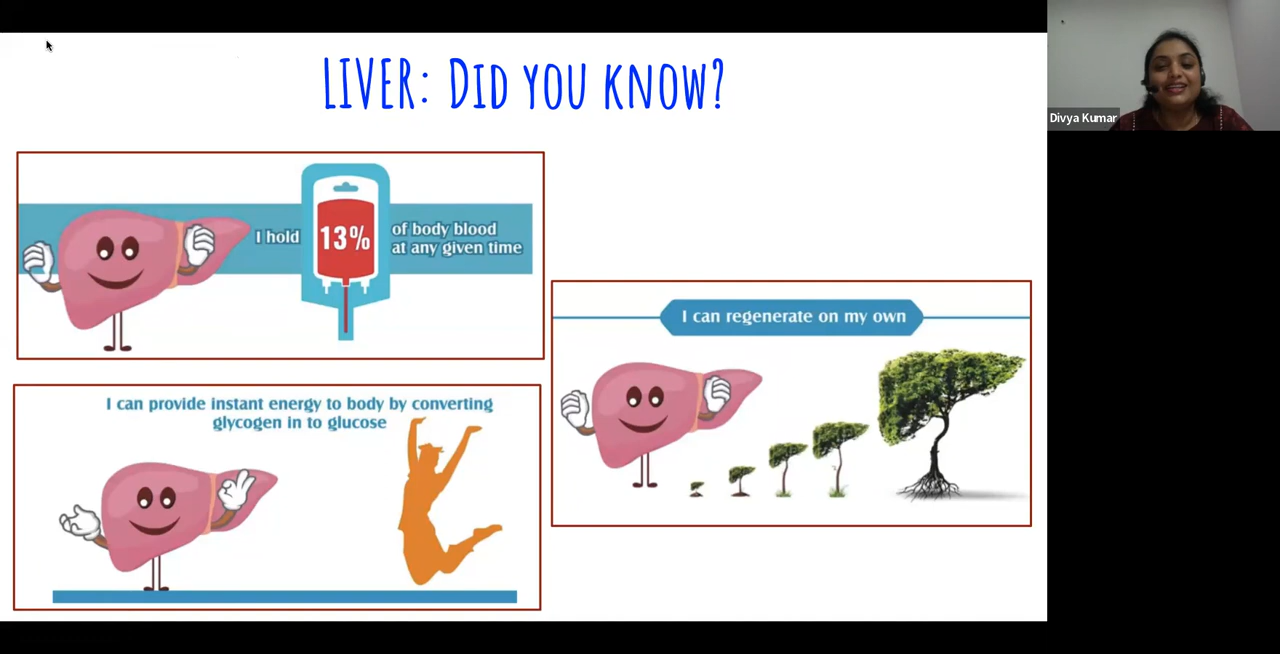 LIVER: DID YOU KNOW?
Divya Kumar
I hold
13%
of body blood
at any given time
I can regenerate on my own
I can provide instant energy to body by converting
glycogen in to glucose